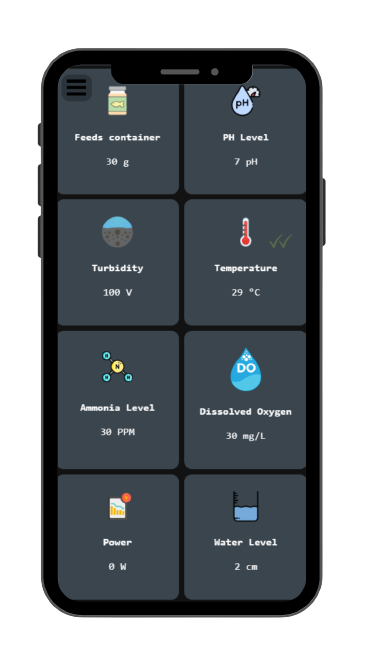 Feeds container
30 g
pH
PH Level
7 pH
Turbidity
100 V
Temperature
29 °C
H
N
H
H
Ammonia Level
30 PPM
DO
Dissolved Oxygen
30 mg/L
Power
0 W
Water Level
2 cm